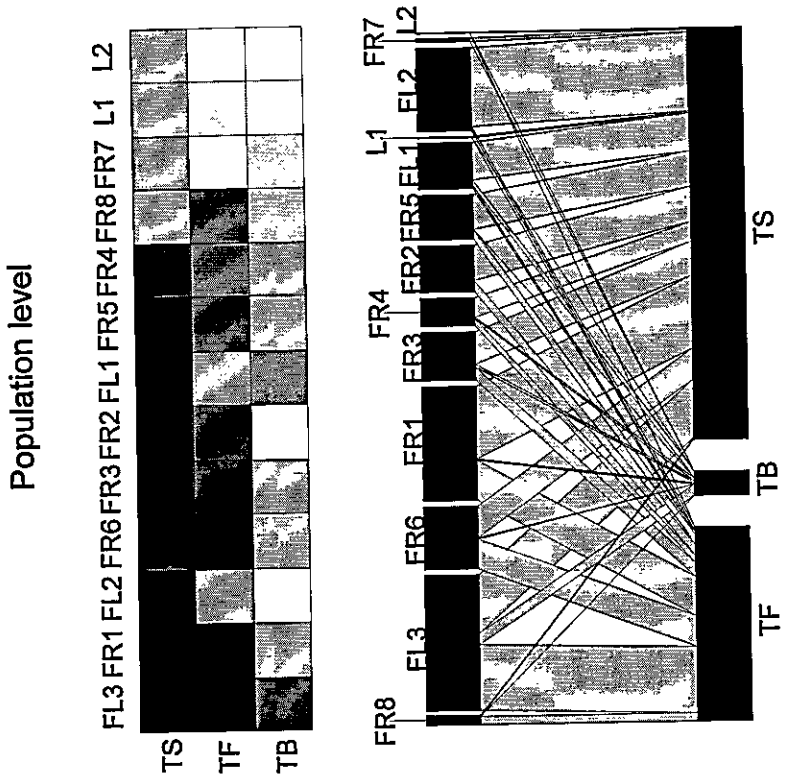 Population level
FL3 FR1 FL2 FR6 FR3 FR2 FL1 FR5 FR4 FR8 FR7 L1 L2
TS
TF
TB
FR8 FL3 FR6 FR1 FR3 FR4 FR2 FR5 FL1 L1 FL2 FR7 L2
TF TB TS